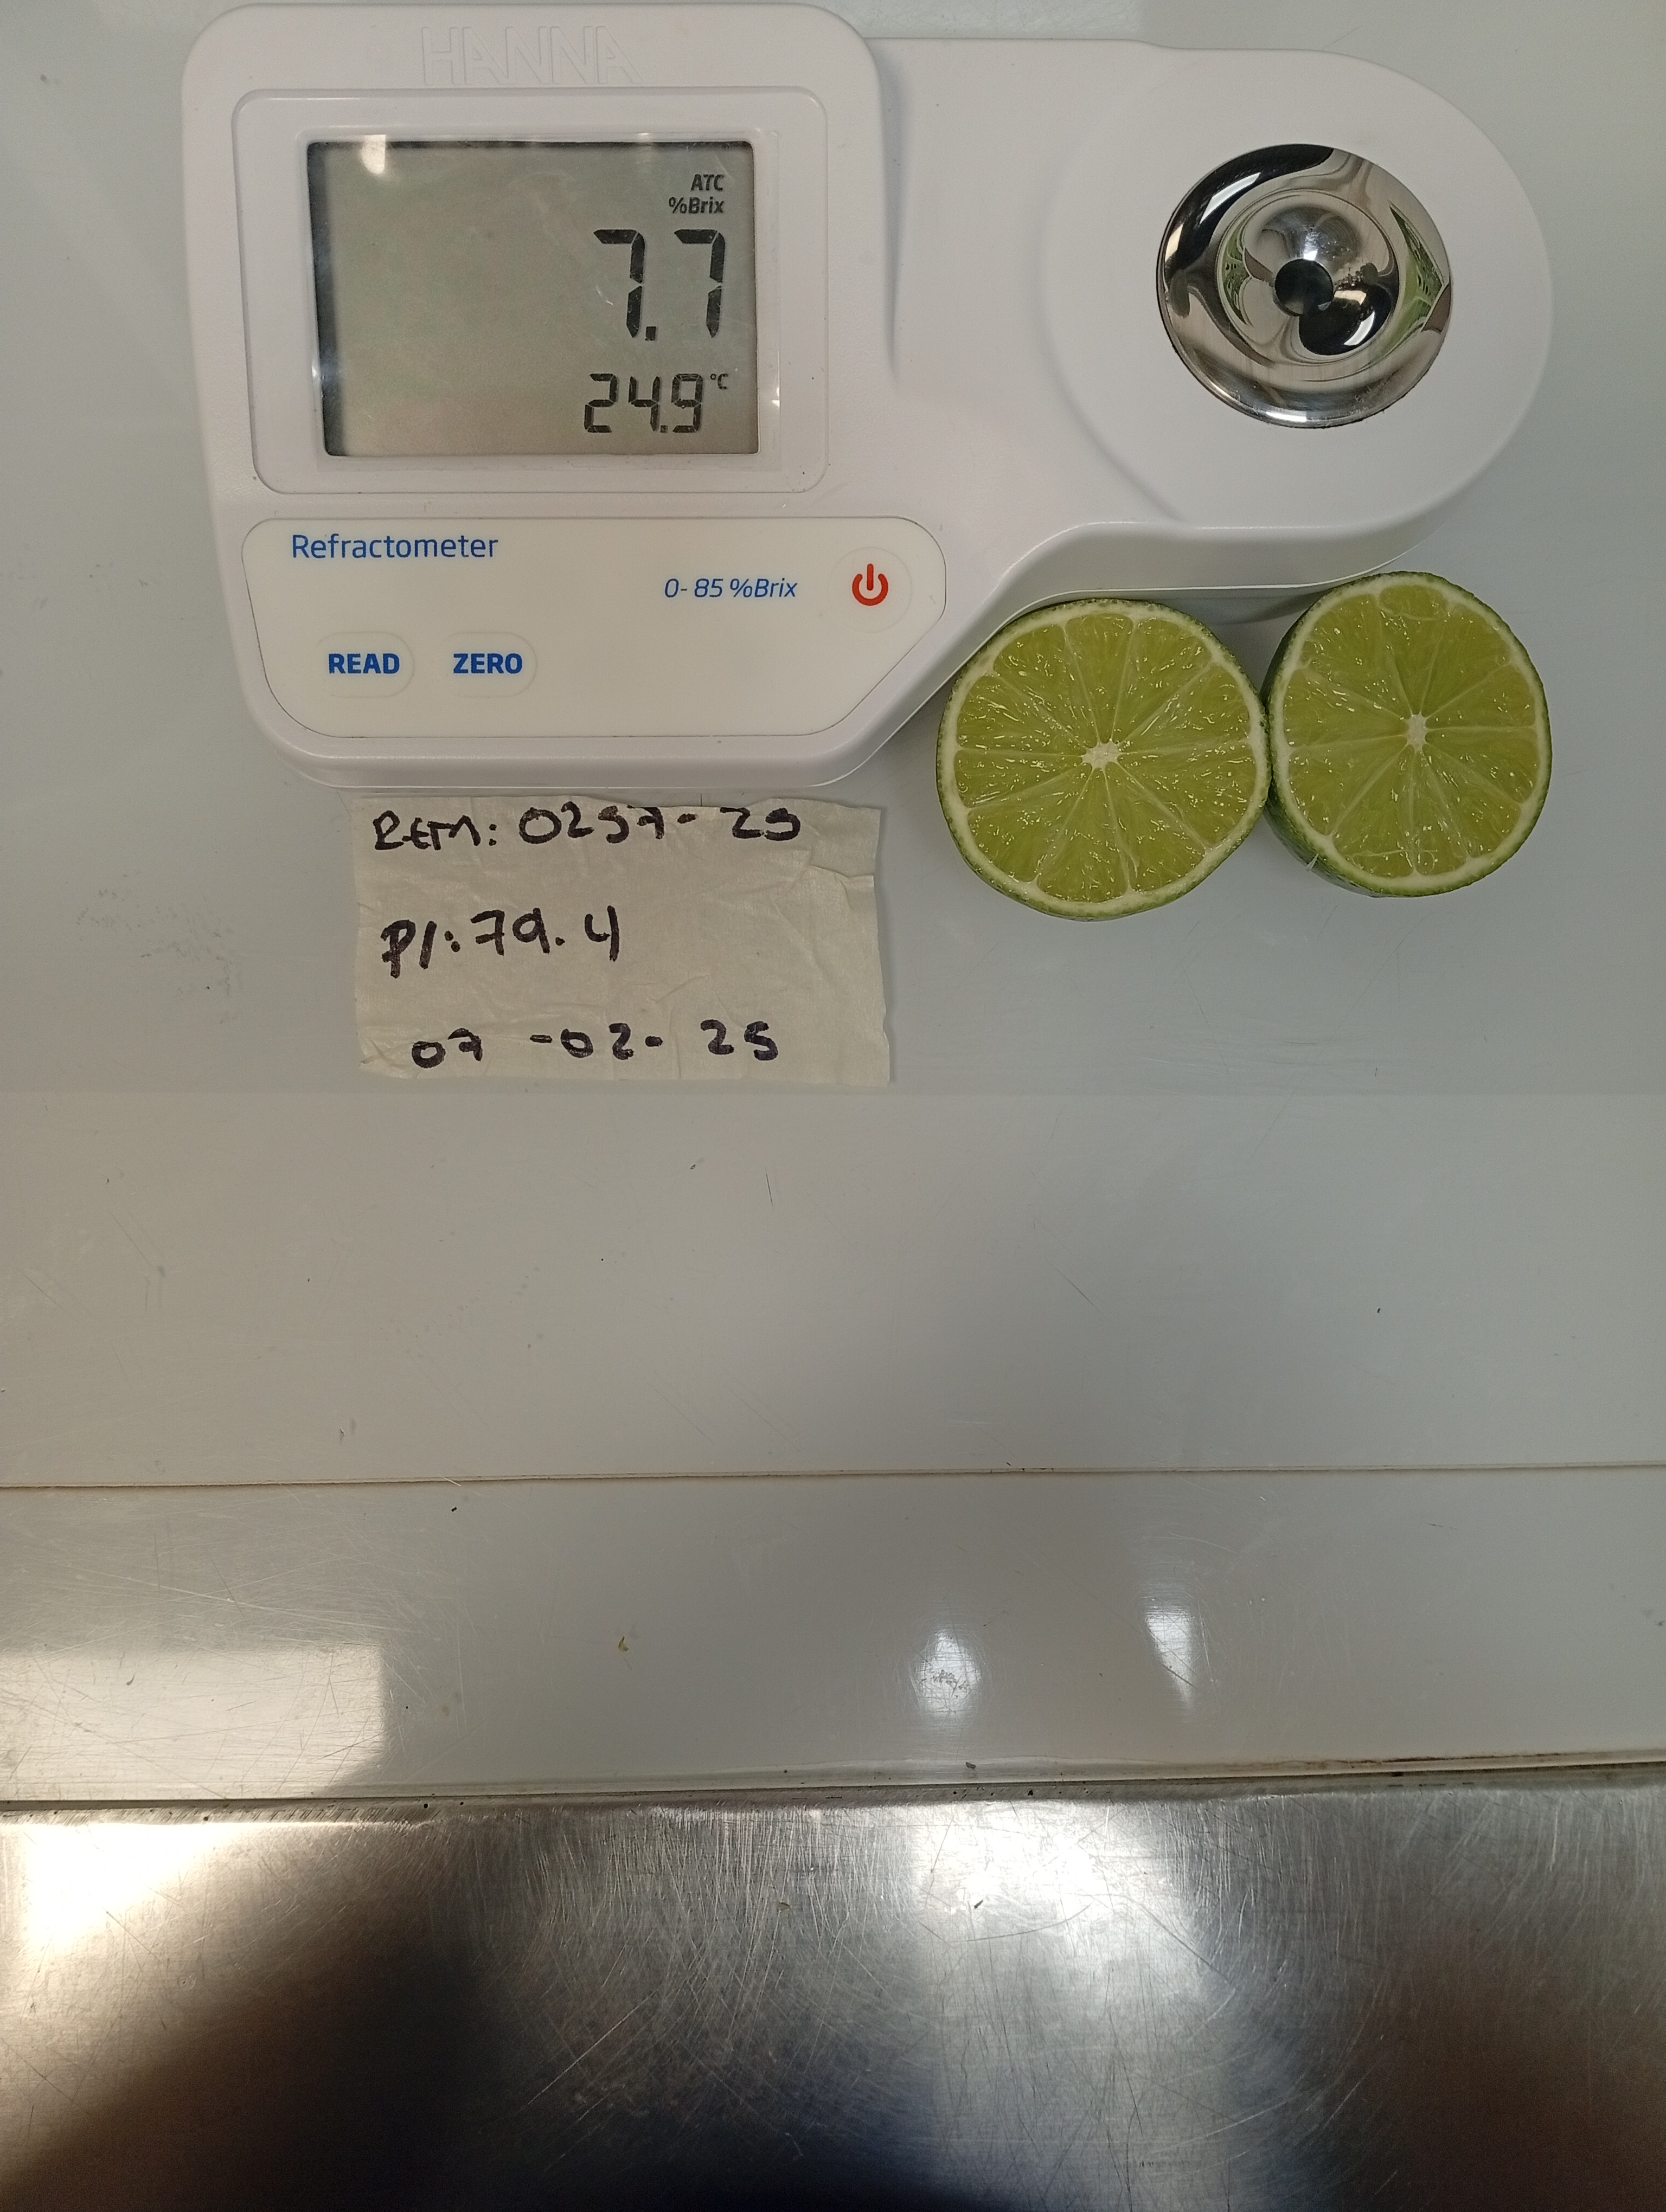 HANNA
ATC
%Brix
7.7
24.9 °C
Refractometer
0-85 %Brix
READ ZERO
REM: 0257-25
P/: 79.4
07-02-25